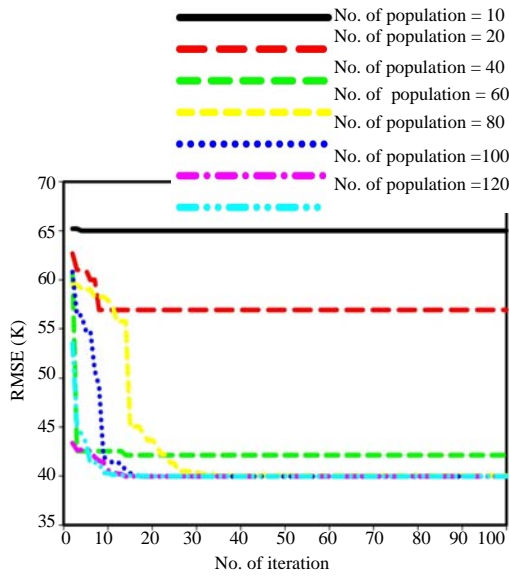 No. of population = 10
No. of population = 20
No. of population = 40
No. of population = 60
No. of population = 80
No. of population =100
No. of population =120
70
65
60
55
50
45
40
35
RMSE (K)
0 10 20 30 40 50 60 70 80 90 100
No. of iteration